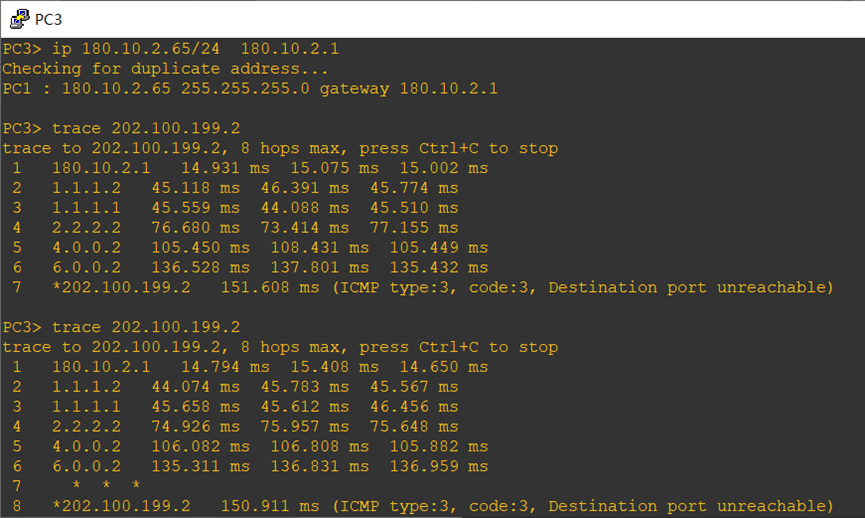 PC3
PC3> ip 180.10.2.65/24  180.10.2.1
Checking for duplicate address...
PC1 : 180.10.2.65 255.255.255.0 gateway 180.10.2.1
PC3> trace 202.100.199.2
trace to 202.100.199.2, 8 hops max, press Ctrl+C to stop
 1   180.10.2.1   14.931 ms  15.075 ms  15.002 ms
 2   1.1.1.2   45.118 ms  46.391 ms  45.774 ms
 3   1.1.1.1   45.559 ms  44.088 ms  45.510 ms
 4   2.2.2.2   76.680 ms  73.414 ms  77.155 ms
 5   4.0.0.2   105.450 ms  108.431 ms  105.449 ms
 6   6.0.0.2   136.528 ms  137.801 ms  135.432 ms
 7   *202.100.199.2   151.608 ms (ICMP type:3, code:3, Destination port unreachable)
PC3> trace 202.100.199.2
trace to 202.100.199.2, 8 hops max, press Ctrl+C to stop
 1   180.10.2.1   14.794 ms  15.408 ms  14.650 ms
 2   1.1.1.2   44.074 ms  45.783 ms  45.567 ms
 3   1.1.1.1   45.658 ms  45.612 ms  46.456 ms
 4   2.2.2.2   74.926 ms  75.957 ms  75.648 ms
 5   4.0.0.2   106.082 ms  106.808 ms  105.882 ms
 6   6.0.0.2   135.311 ms  136.831 ms  136.959 ms
 7     *  *  *
 8   *202.100.199.2   150.911 ms (ICMP type:3, code:3, Destination port unreachable)